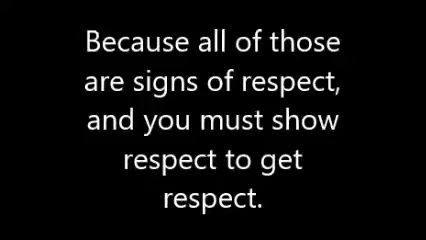 Because all of those
are signs of respect,
and you must show
respect to get
respect.